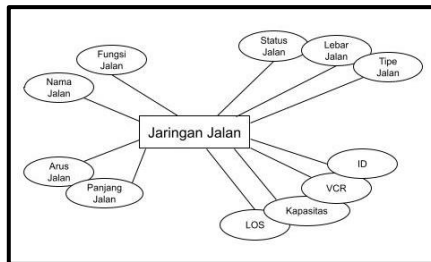 Fungsi
Jalan
Status
Jalan
Lebar
Jalan
Tipe
Jalan
Nama
Jalan
Jaringan Jalan
Arus
Jalan
Panjang
Jalan
ID
VCR
Kapasitas
LOS